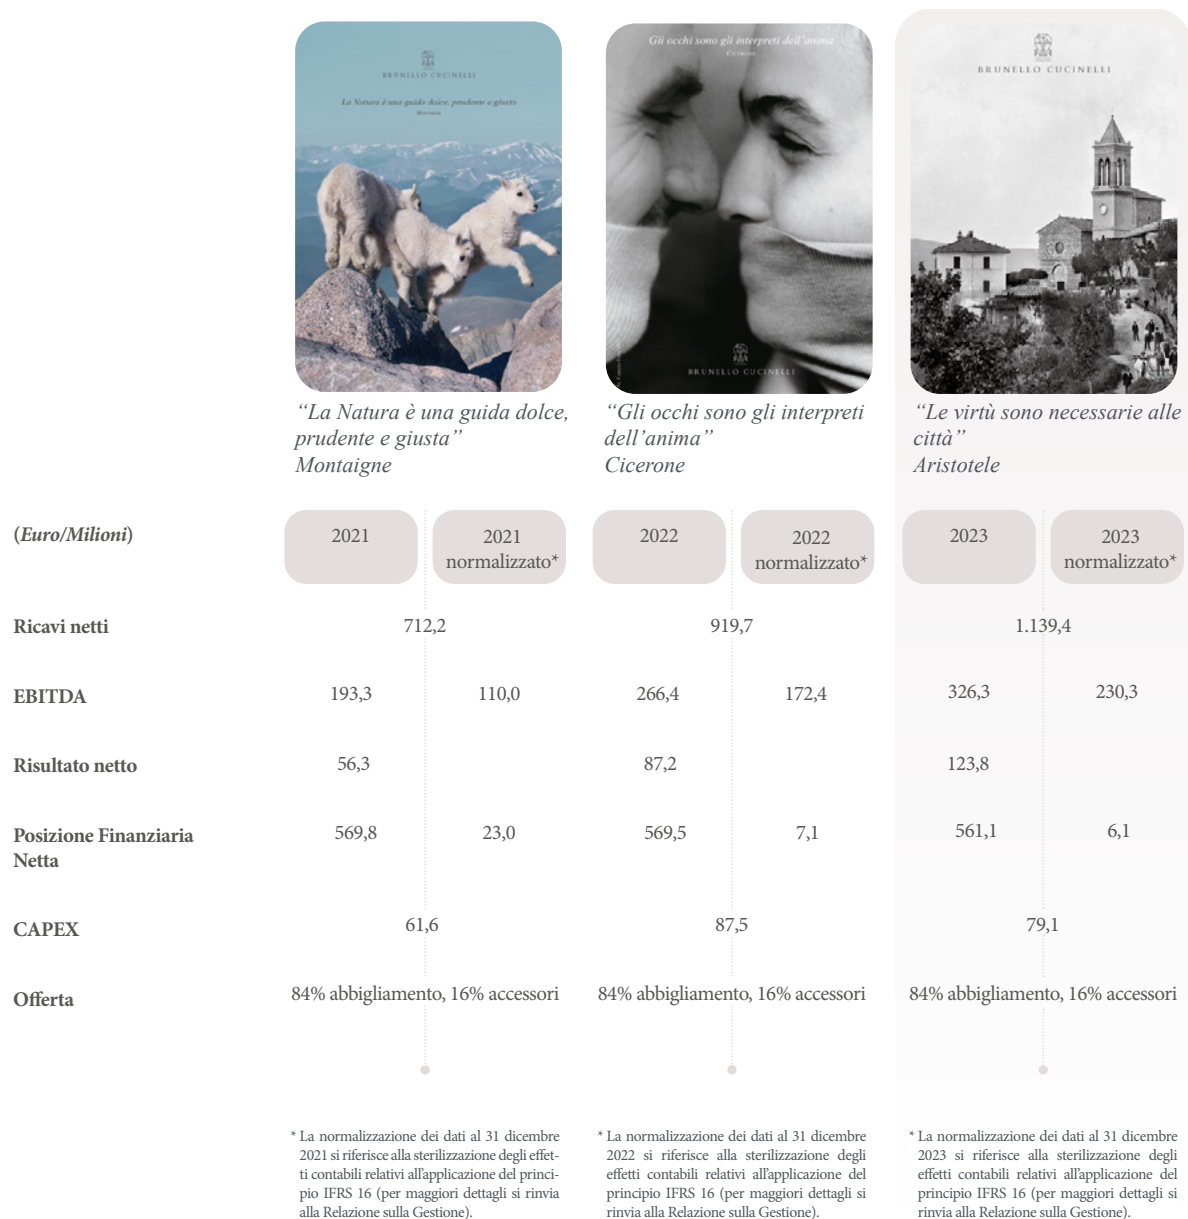 BRUNELLO CUCINELLI
La Natura è una guida dolce, prudente e giusta
Montaigne
Gli occhi sono gli interpreti dell'anima
Cicerone
BRUNELLO CUCINELLI
BRUNELLO CUCINELLI
“La Natura è una guida dolce,
prudente e giusta”
Montaigne
“Gli occhi sono gli interpreti
dell’anima”
Cicerone
“Le virtù sono necessarie alle
città”
Aristotele
(Euro/Milioni)
2021
2021
normalizzato*
2022
2022
normalizzato*
2023
2023
normalizzato*
Ricavi netti 712,2 919,7 1.139,4
EBITDA 193,3 110,0 266,4 172,4 326,3 230,3
Risultato netto 56,3 87,2 123,8
Posizione Finanziaria
Netta
569,8 23,0 569,5 7,1 561,1 6,1
CAPEX 61,6 87,5 79,1
Offerta 84% abbigliamento, 16% accessori 84% abbigliamento, 16% accessori 84% abbigliamento, 16% accessori
* La normalizzazione dei dati al 31 dicembre
2021 si riferisce alla sterilizzazione degli effet-
ti contabili relativi all’applicazione del princi-
pio IFRS 16 (per maggiori dettagli si rinvia
alla Relazione sulla Gestione).
* La normalizzazione dei dati al 31 dicembre
2022 si riferisce alla sterilizzazione degli
effetti contabili relativi all’applicazione del
principio IFRS 16 (per maggiori dettagli si
rinvia alla Relazione sulla Gestione).
* La normalizzazione dei dati al 31 dicembre
2023 si riferisce alla sterilizzazione degli
effetti contabili relativi all’applicazione del
principio IFRS 16 (per maggiori dettagli si
rinvia alla Relazione sulla Gestione).